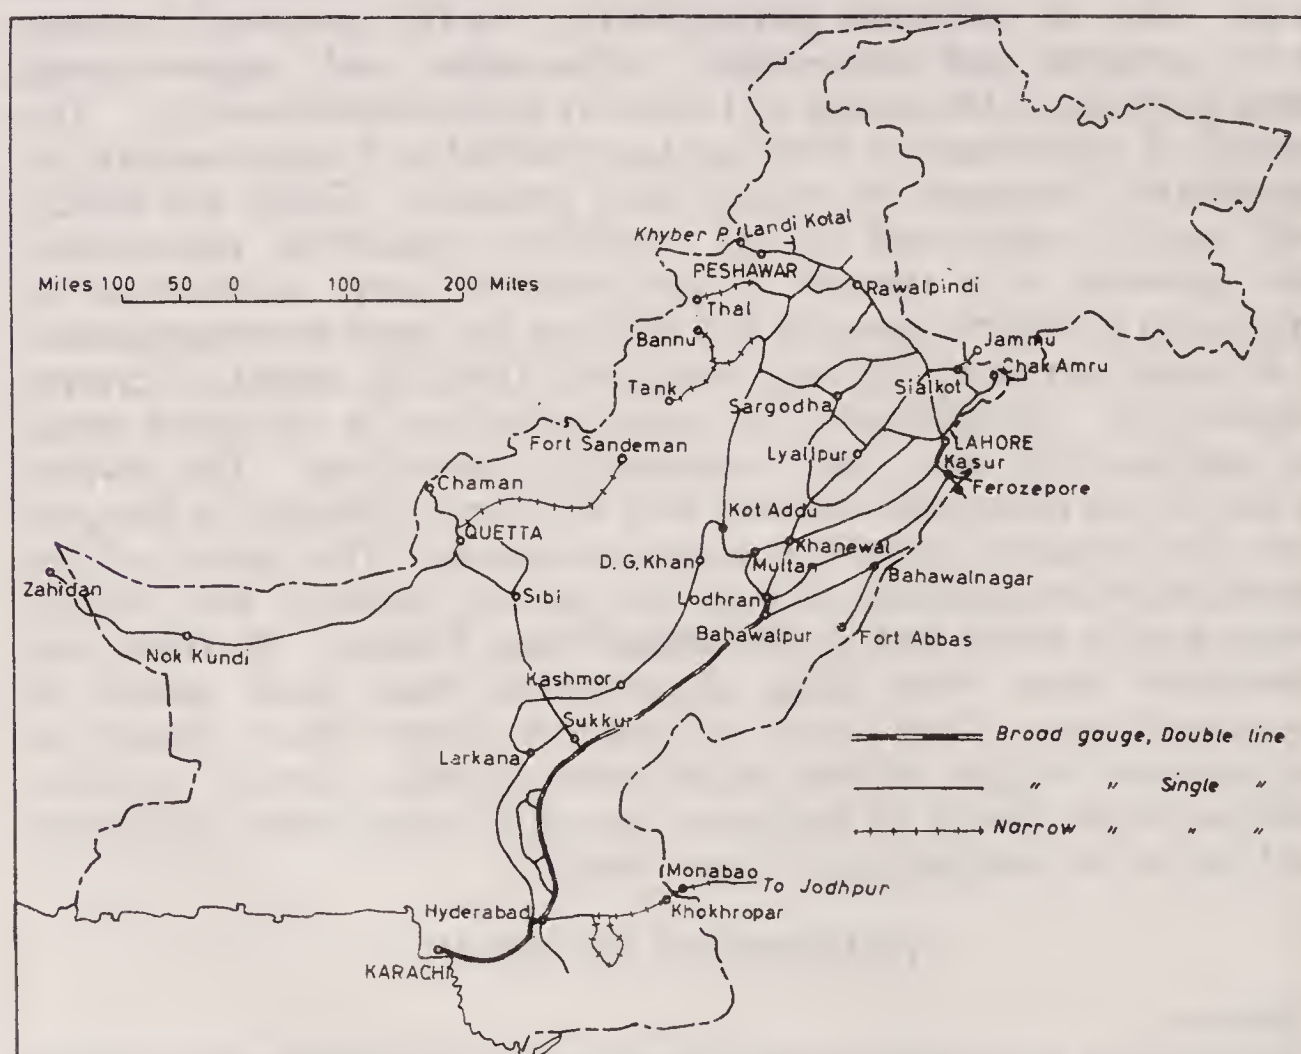 Khyber P. Landi Kotal
PESHAWAR
Miles 100 50 0 100 200 Miles
Rawalpindi
Thal
Bannu
Jammu
Chak Amru
Tank
Sialkot
Sargodha
Fort Sandeman
LAHORE
Lyallpur
Kasur
Chaman
Ferozepore
Kot Addu
QUETTA
Khanewal
D. G. Khan
Multan
Bahawalnagar
Zahidan
Sibi
Lodhran
Bahawalpur
Fort Abbas
Nok Kundi
Kashmor
Sukkur
Larkana
Broad gauge, Double line
" " Single "
Narrow " " "
Monabao
To Jodhpur
Hyderabad
Khokhropar
KARACHI